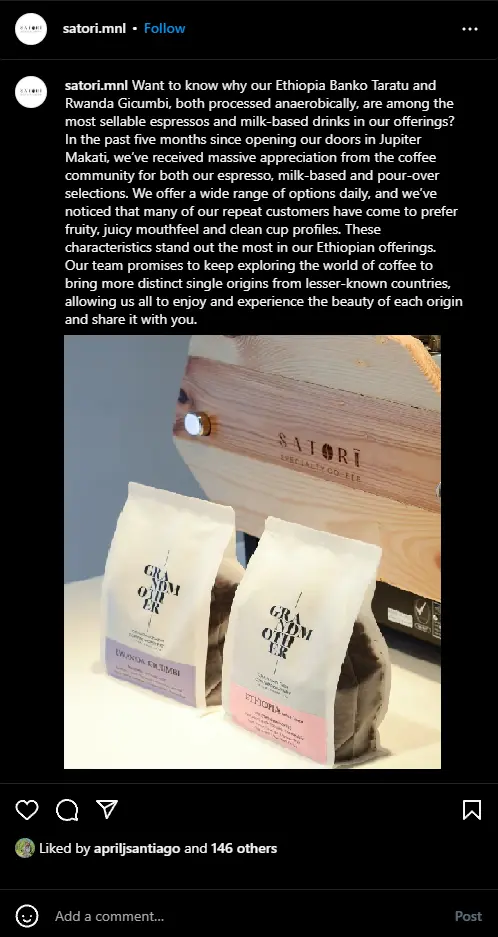 satori.mnl • Follow
satori.mnl Want to know why our Ethiopia Banko Taratu and
Rwanda Gicumbi, both processed anaerobically, are among the
most sellable espressos and milk-based drinks in our offerings?
In the past five months since opening our doors in Jupiter
Makati, we’ve received massive appreciation from the coffee
community for both our espresso, milk-based and pour-over
selections. We offer a wide range of options daily, and we’ve
noticed that many of our repeat customers have come to prefer
fruity, juicy mouthfeel and clean cup profiles. These
characteristics stand out the most in our Ethiopian offerings.
Our team promises to keep exploring the world of coffee to
bring more distinct single origins from lesser-known countries,
allowing us all to enjoy and experience the beauty of each origin
and share it with you.
SATORI
SPECIALTY COFFEE
GRA
NDM
OTH
ER
RWANDA GICUMBI
GRA
NDM
OTH
ER
ETHIOPIA
Liked by apriljsantiago and 146 others
Add a comment...
Post